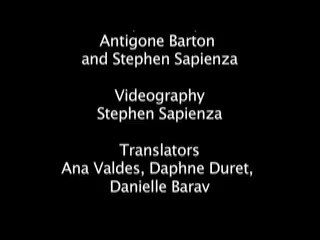 Antigone Barton
and Stephen Sapienza
Videography
Stephen Sapienza
Translators
Ana Valdes, Daphne Duret,
Danielle Barav